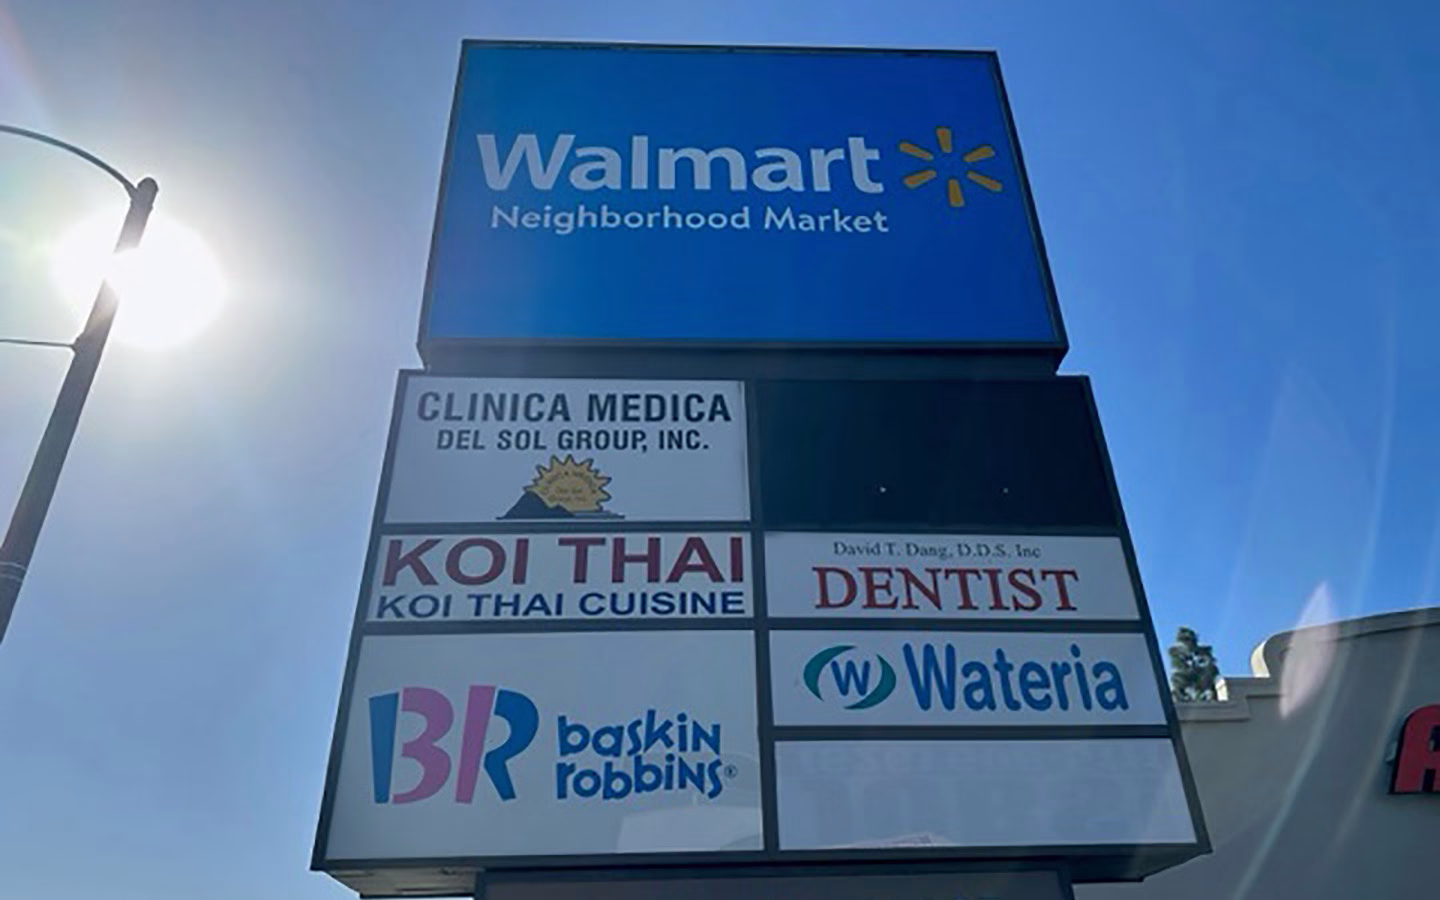 Walmart
Neighborhood Market
CLINICA MEDICA
DEL SOL GROUP, INC.
KOI THAI
KOI THAI CUISINE
David T. Dang, D.D.S. Inc
DENTIST
BR baskin
robbins®
W Wateria
A